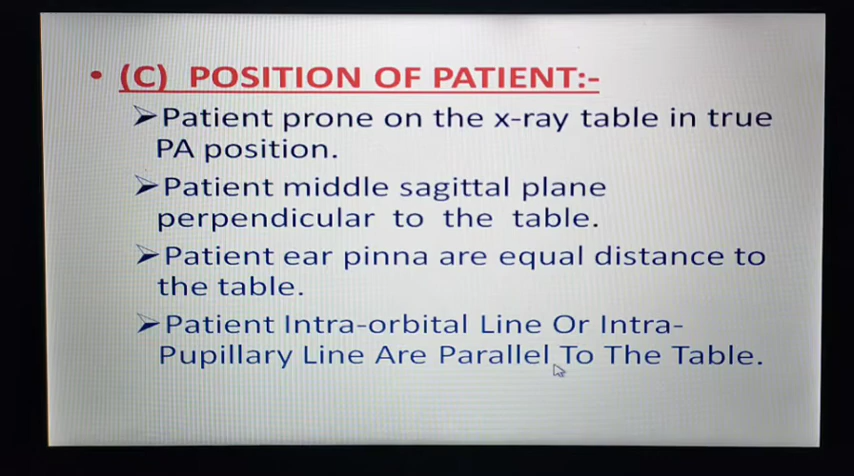 • (C) POSITION OF PATIENT:-
➢Patient prone on the x-ray table in true
PA position.
➢Patient middle sagittal plane
perpendicular to the table.
➢Patient ear pinna are equal distance to
the table.
➢Patient Intra-orbital Line Or Intra-
Pupillary Line Are Parallel To The Table.